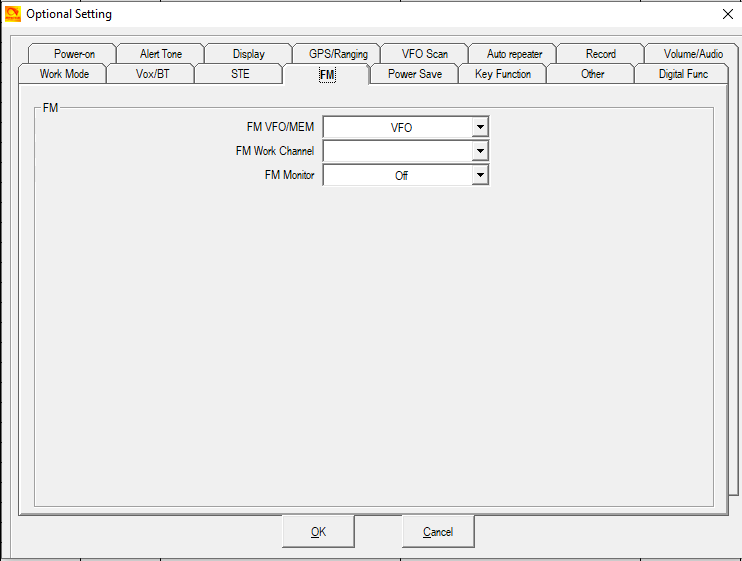 Optional Setting
Power-on Alert Tone Display GPS/Ranging VFO Scan Auto repeater Record Volume/Audio
Work Mode Vox/BT STE FM Power Save Key Function Other Digital Func
FM
FM VFO/MEM VFO
FM Work Channel
FM Monitor Off
OK Cancel